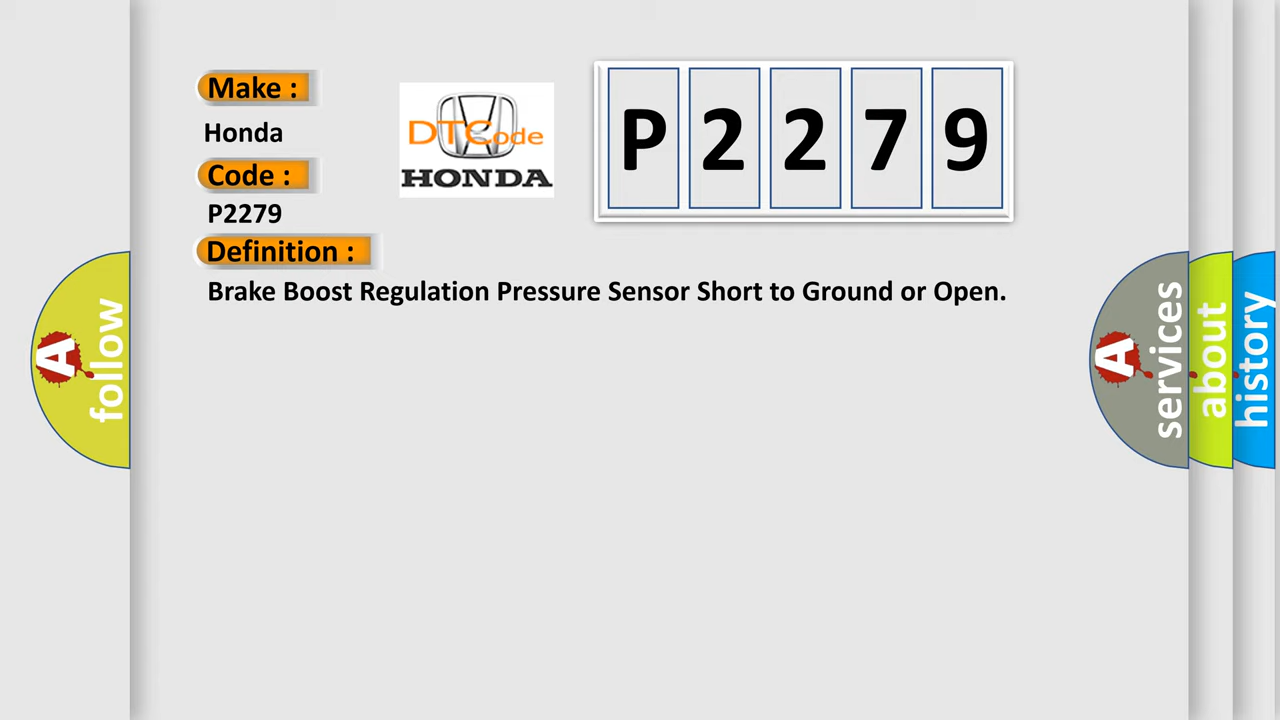 Make :
Honda
Code :
P2279
Definition :
Brake Boost Regulation Pressure Sensor Short to Ground or Open.
DTCode
HONDA
P 2 2 7 9
A follow
A services
about
history